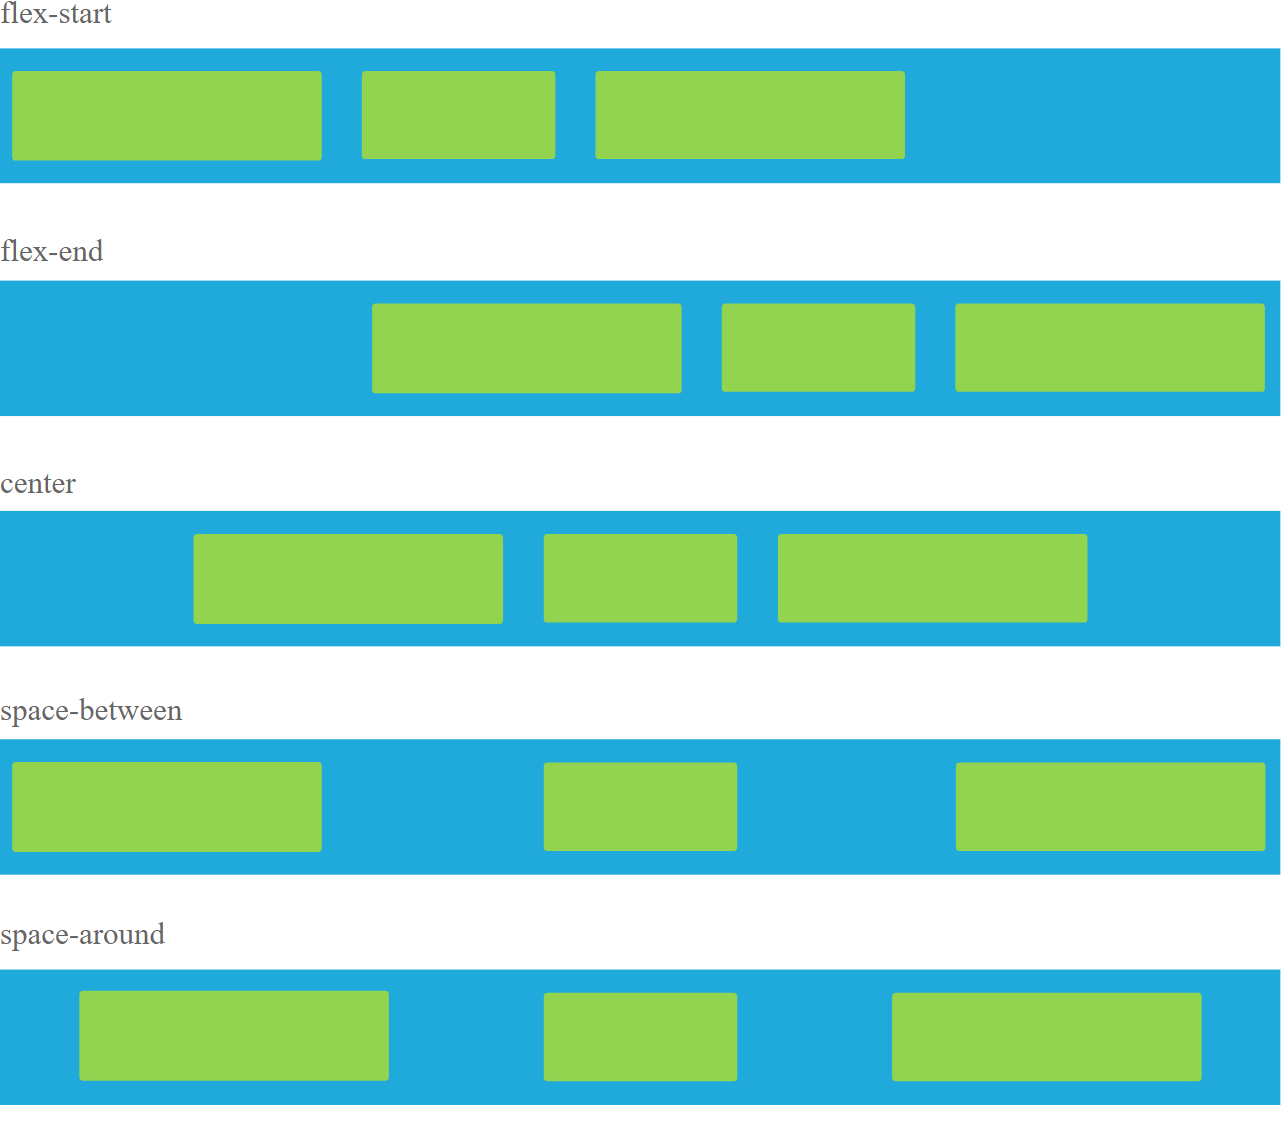 flex-start
flex-end
center
space-between
space-around